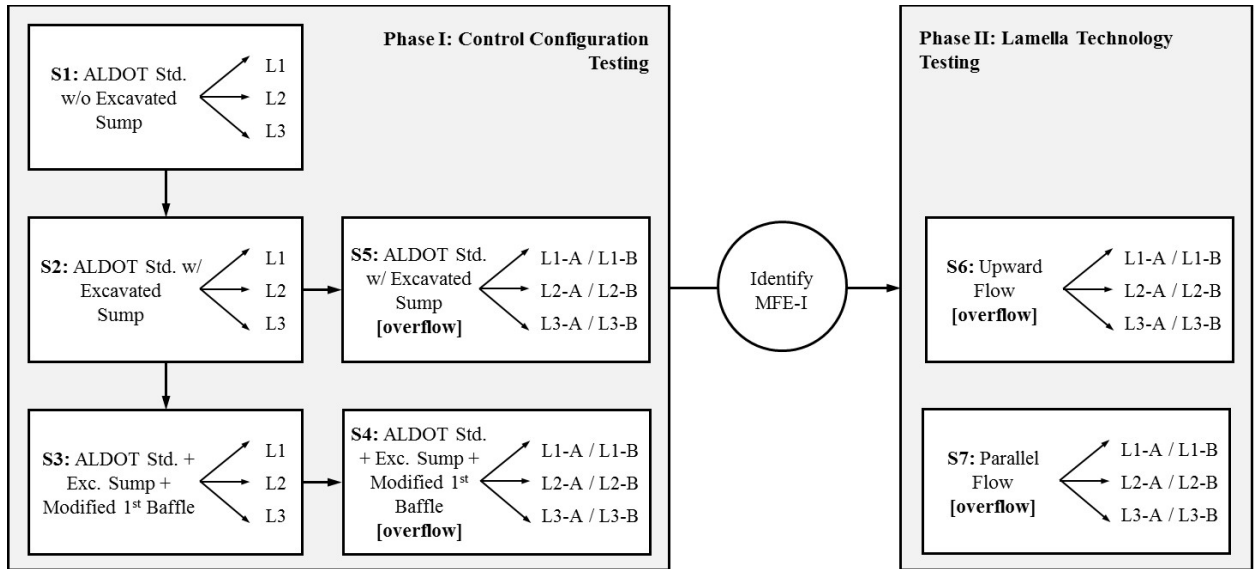 Phase I: Control Configuration
Testing
S1: ALDOT Std.
w/o Excavated
Sump
L1
L2
L3
S2: ALDOT Std. w/
Excavated
Sump
L1
L2
L3
S5: ALDOT Std.
w/ Excavated
Sump
[overflow]
L1-A / L1-B
L2-A / L2-B
L3-A / L3-B
S3: ALDOT Std. +
Exc. Sump +
Modified 1st Baffle
L1
L2
L3
S4: ALDOT Std.
+ Exc. Sump +
Modified 1st
Baffle
[overflow]
L1-A / L1-B
L2-A / L2-B
L3-A / L3-B
Identify
MFE-I
Phase II: Lamella Technology
Testing
S6: Upward
Flow
[overflow]
L1-A / L1-B
L2-A / L2-B
L3-A / L3-B
S7: Parallel
Flow
[overflow]
L1-A / L1-B
L2-A / L2-B
L3-A / L3-B